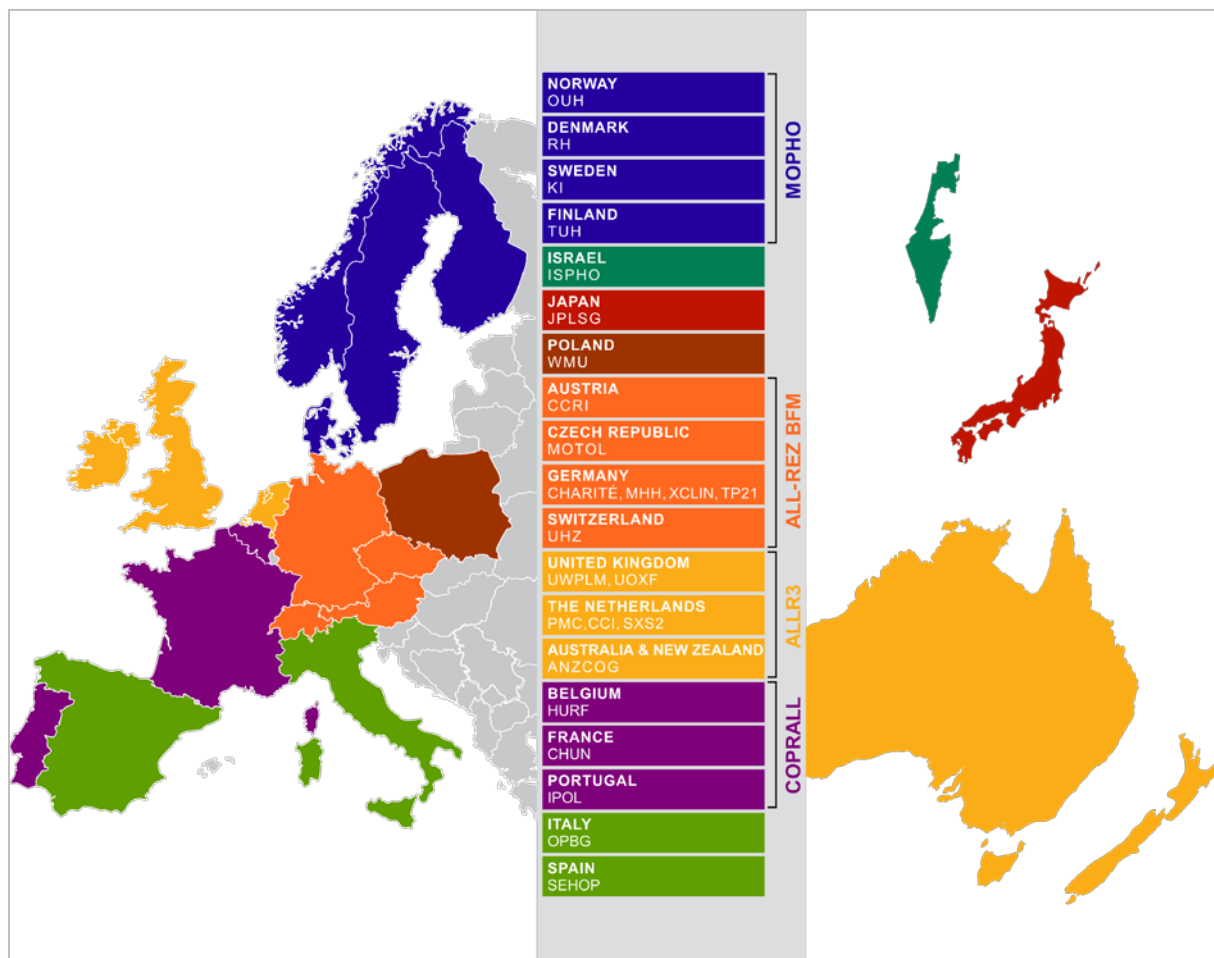 NORWAY
OUH
DENMARK
RH
SWEDEN
KI
FINLAND
TUH
MOPHO
ISRAEL
ISPHO
JAPAN
JPLSG
POLAND
WMU
AUSTRIA
CCRI
CZECH REPUBLIC
MOTOL
GERMANY
CHARITÉ, MHH, XCLIN, TP21
SWITZERLAND
UHZ
ALL-REZ BFM
UNITED KINGDOM
UWPLM, UOXF
THE NETHERLANDS
PMC,CCI, SXS2
AUSTRALIA & NEW ZEALAND
ANZCOG
ALLR3
BELGIUM
HURF
FRANCE
CHUN
PORTUGAL
IPOL
COPRALL
ITALY
OPBG
SPAIN
SEHOP